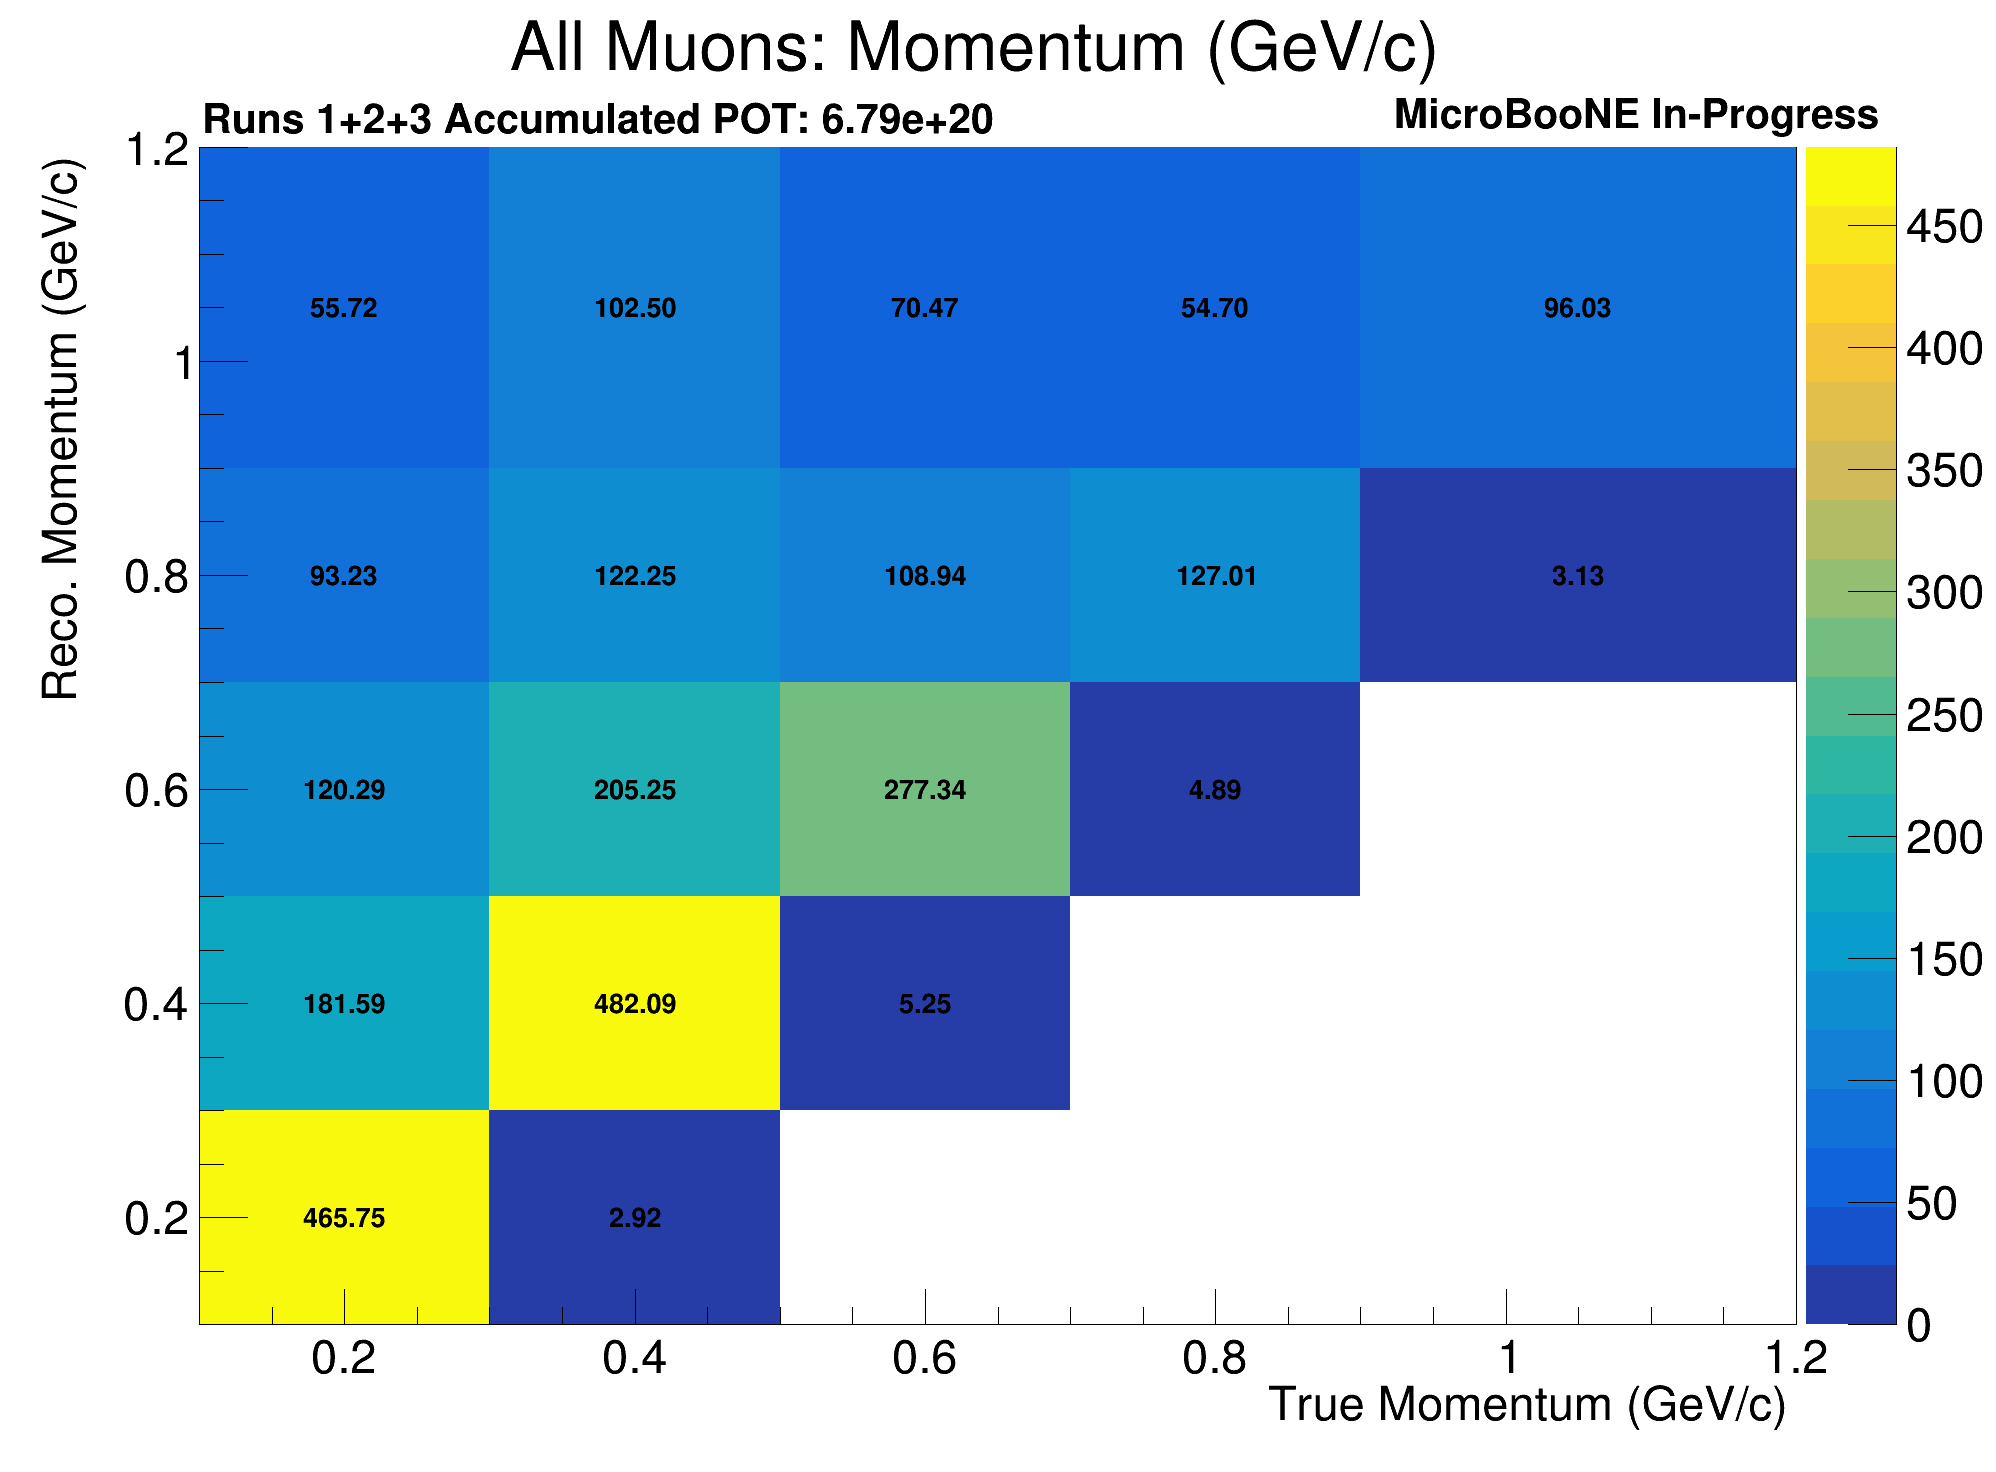 All Muons: Momentum (GeV/c)
Runs 1+2+3 Accumulated POT: 6.79e+20
MicroBooNE In-Progress
Reco. Momentum (GeV/c)
1.2
1
0.8
0.6
0.4
0.2
55.72 102.50 70.47 54.70 96.03
93.23 122.25 108.94 127.01 3.13
120.29 205.25 277.34 4.89
181.59 482.09 5.25
465.75 2.92
0.2 0.4 0.6 0.8 1 1.2
True Momentum (GeV/c)
450
400
350
300
250
200
150
100
50
0